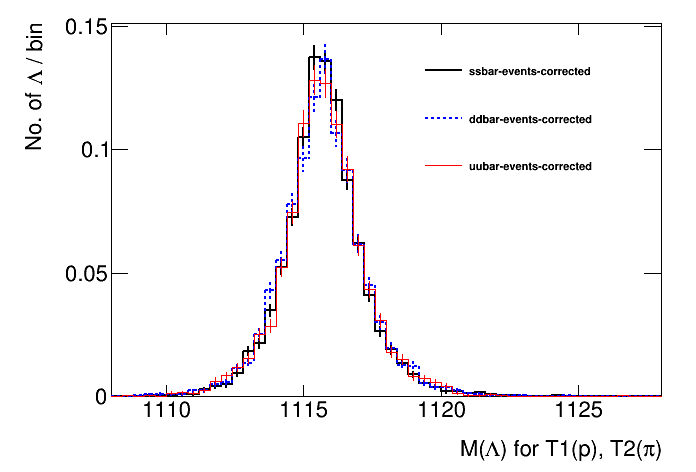 0.15
0.1
0.05
0
No. of Λ / bin
ssbar-events-corrected
ddbar-events-corrected
uubar-events-corrected
1110 1115 1120 1125
M(Λ) for T1(p), T2(π)